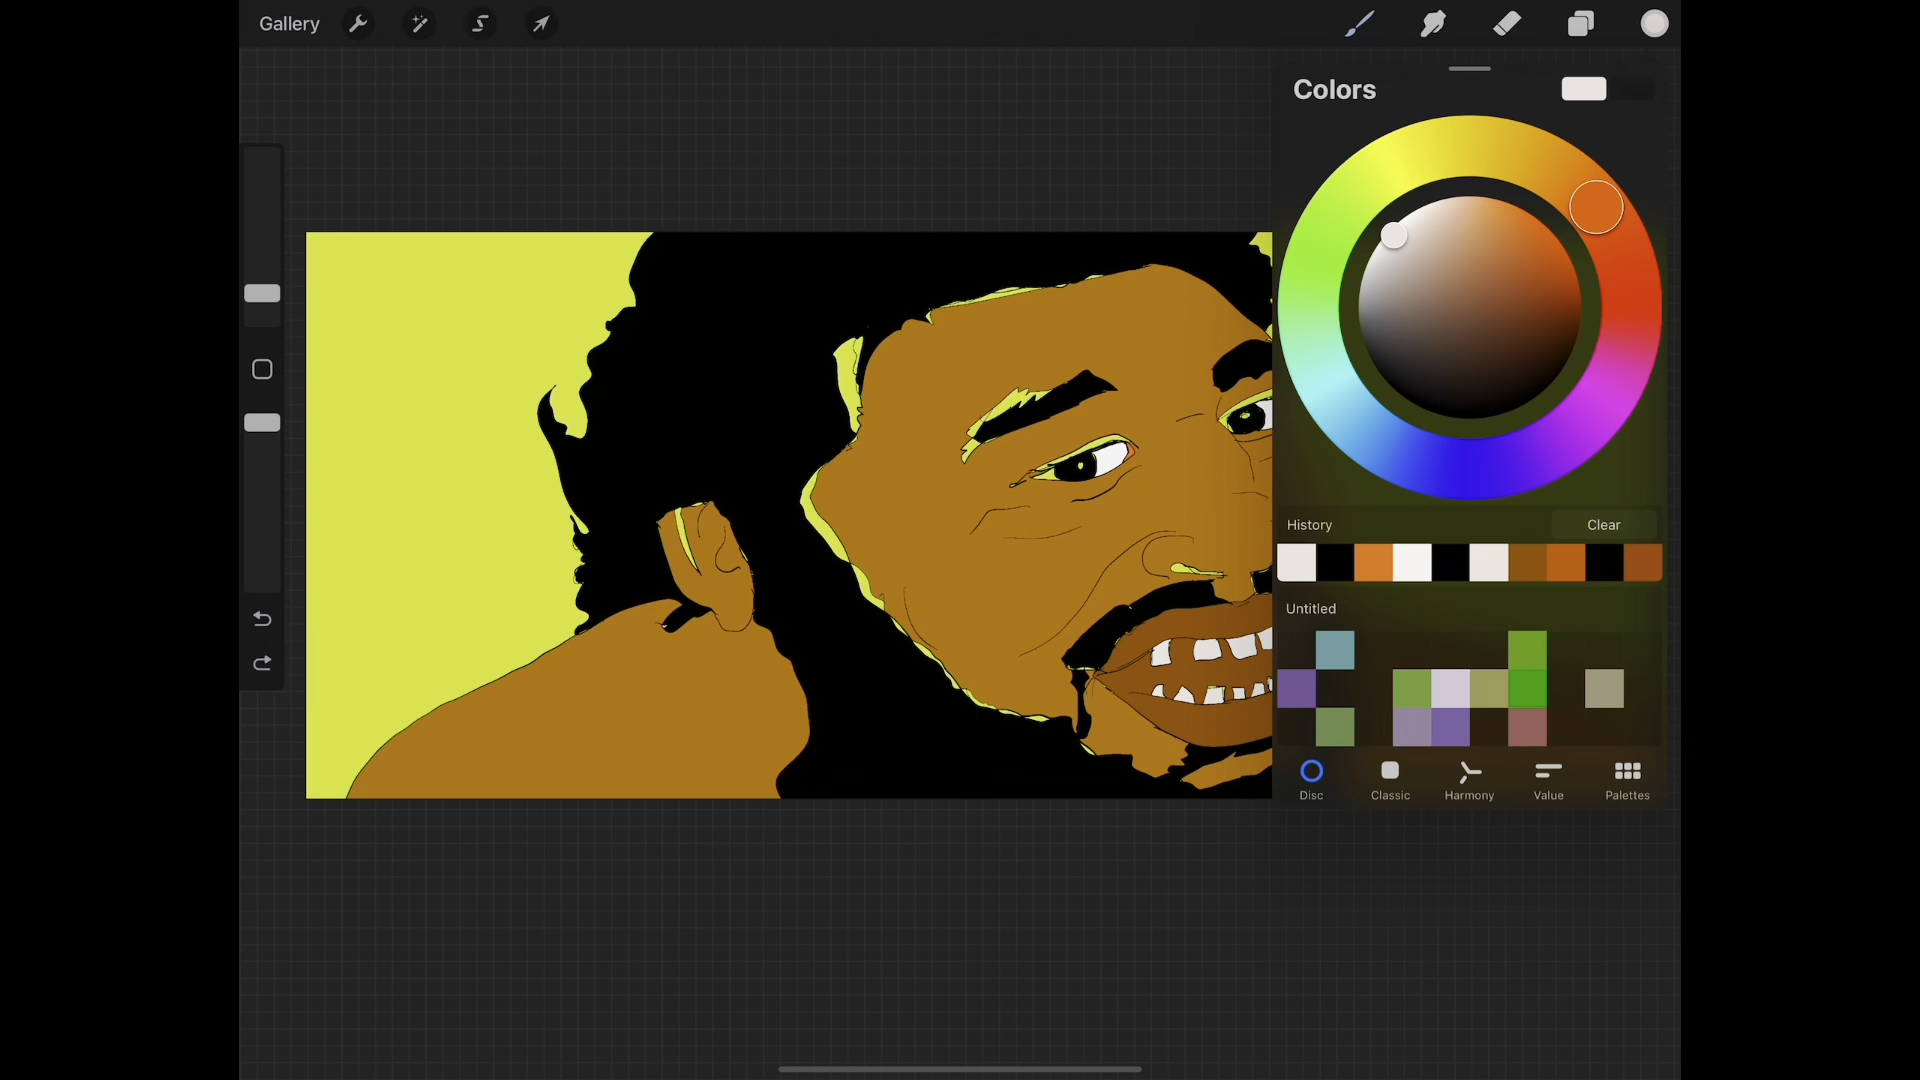 Gallery
Colors
History
Clear
Untitled
Disc
Classic
Harmony
Value
Palettes